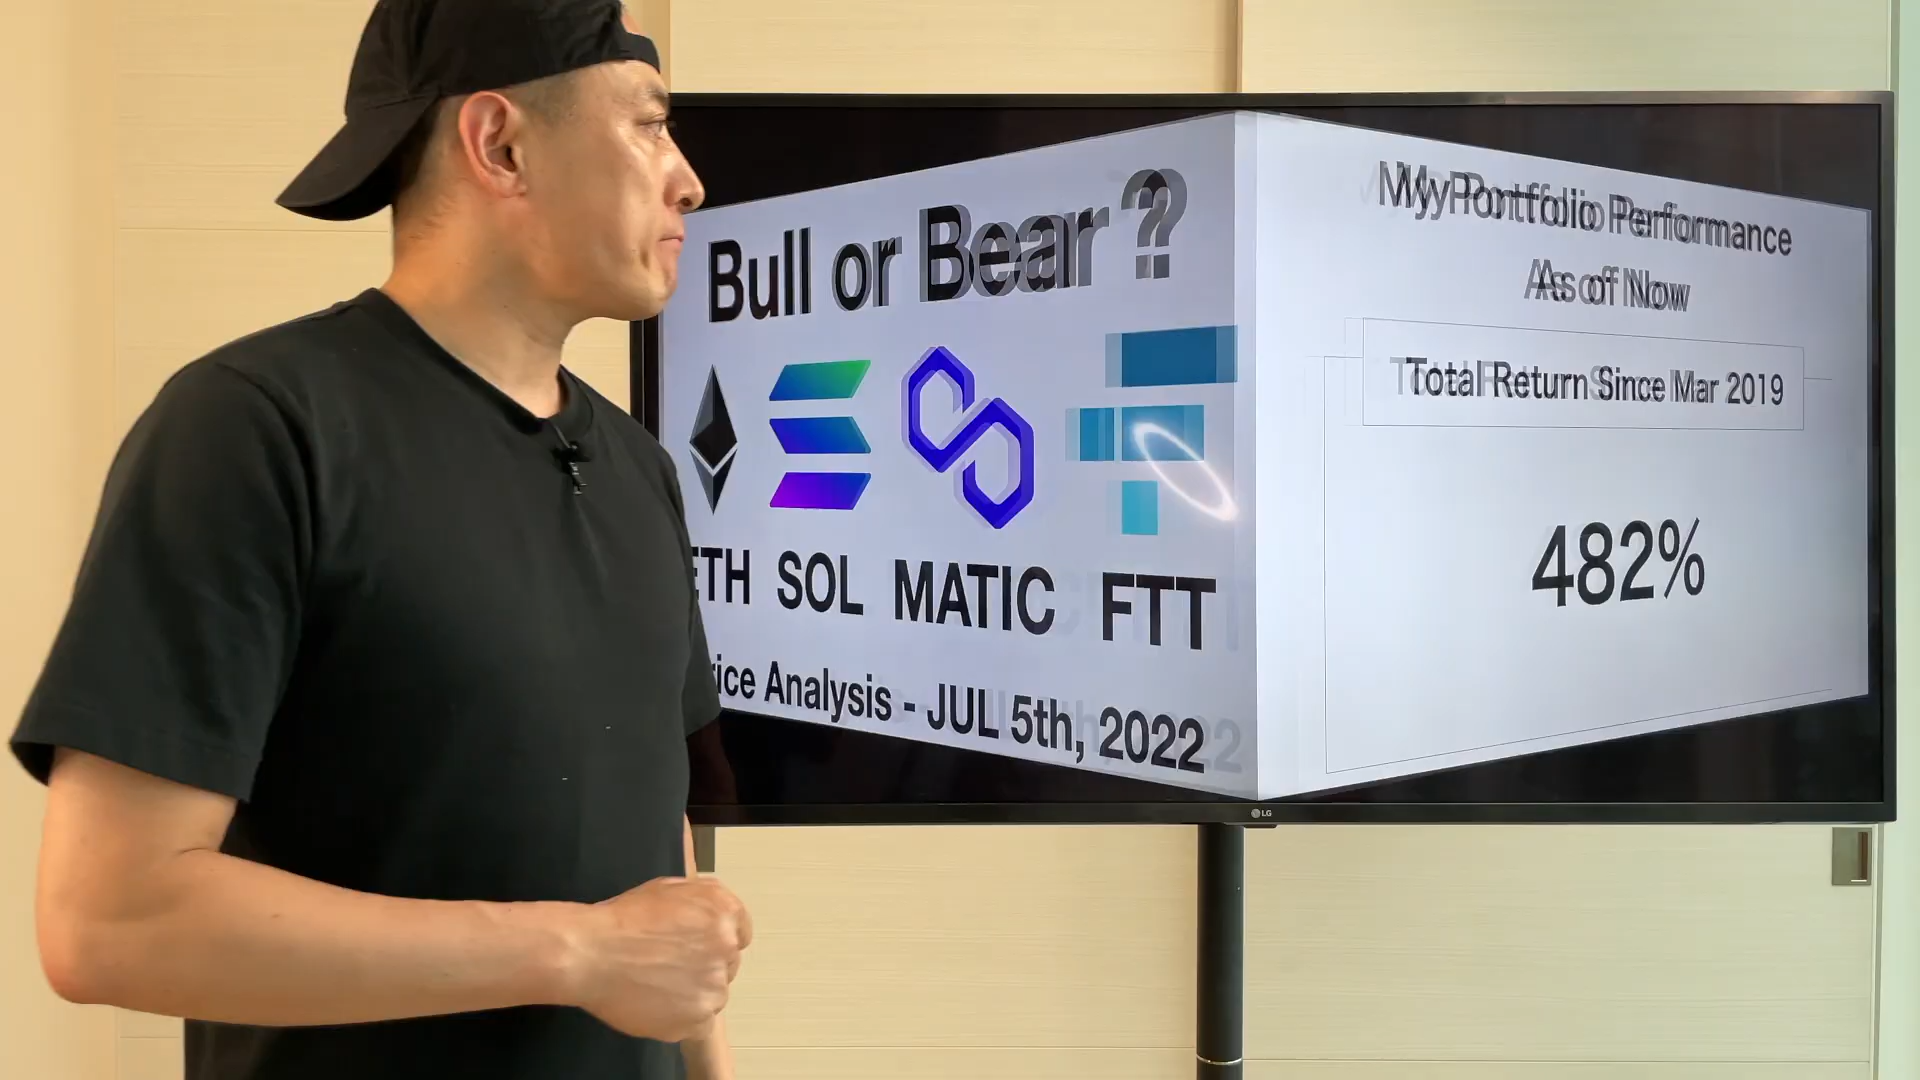 Bull or Bear ?
ETH SOL MATIC FTT
rice Analysis - JUL 5th, 2022
My Portfolio Performance
As of Now
Total Return Since Mar 2019
482%
LG